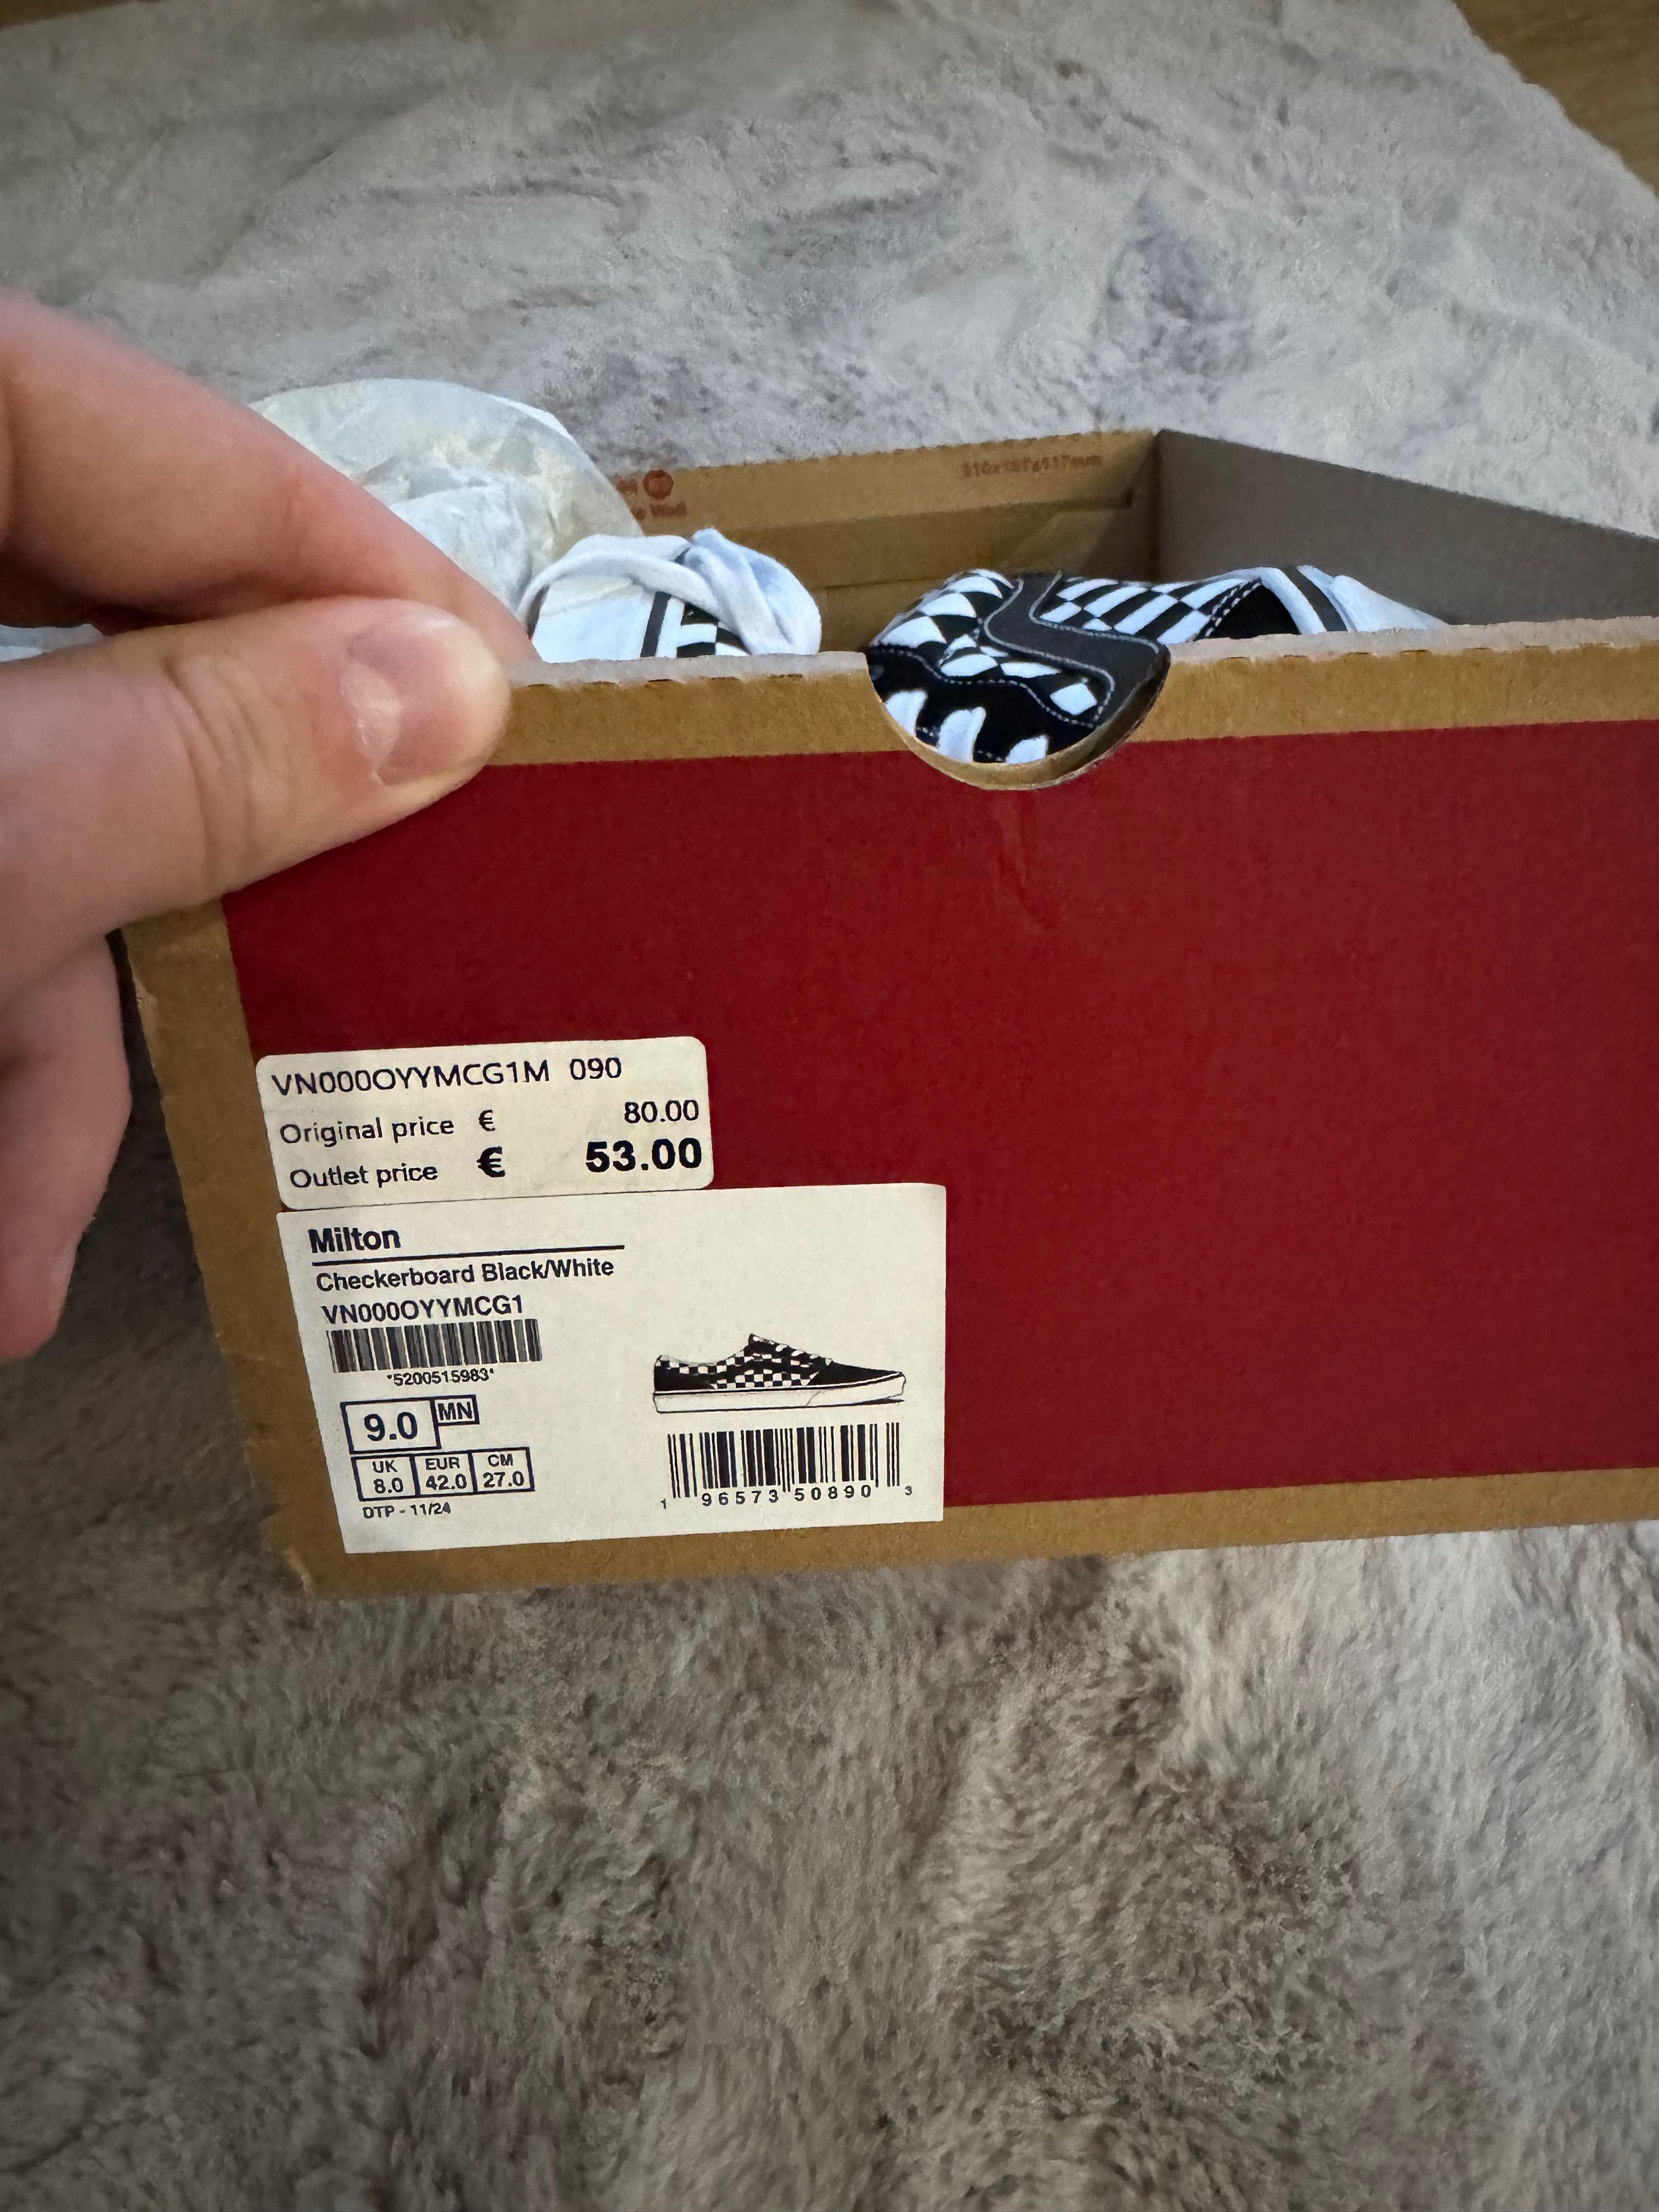 VN000OYYMCG1M 090
Original price € 80.00
Outlet price € 53.00
Milton
Checkerboard Black/White
VN000OYYMCG1
*5200515983*
9.0 MN
UK EUR CM
8.0 42.0 27.0
DTP - 11/24
1 96573 50890 3